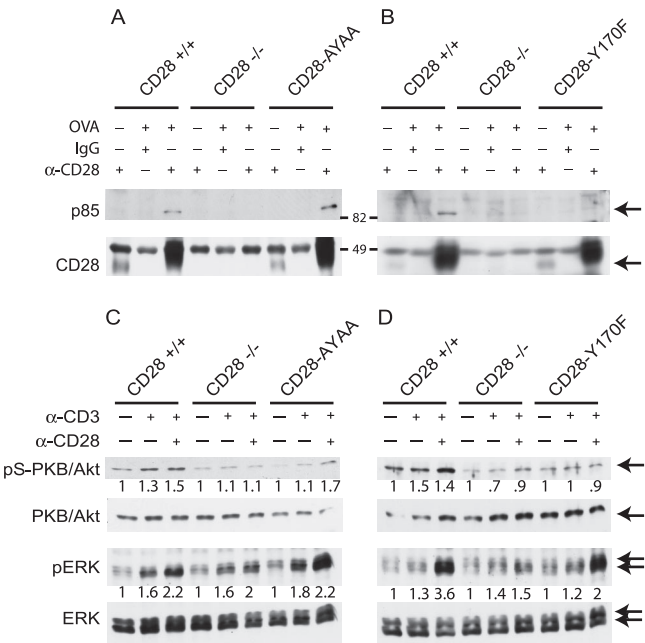 A B
CD28 +/+ CD28 -/- CD28-AYAA CD28 +/+ CD28 -/- CD28-Y170F
OVA − + + − + + − + + − + + − + + − + +
IgG − + − − + − − + − − + − − + − − + −
α-CD28 + − + + − + + − + + − + + − + + − +
p85
82
49
CD28
C D
CD28 +/+ CD28 -/- CD28-AYAA CD28 +/+ CD28 -/- CD28-Y170F
α-CD3 − + + − + + − + + − + + − + + − + +
α-CD28 − − + − − + − − + − − + − − + − − +
pS-PKB/Akt
1 1.3 1.5 1 1.1 1.1 1 1.1 1.7 1 1.5 1.4 1 .7 .9 1 1 .9
PKB/Akt
pERK
1 1.6 2.2 1 1.6 2 1 1.8 2.2 1 1.3 3.6 1 1.4 1.5 1 1.2 2
ERK